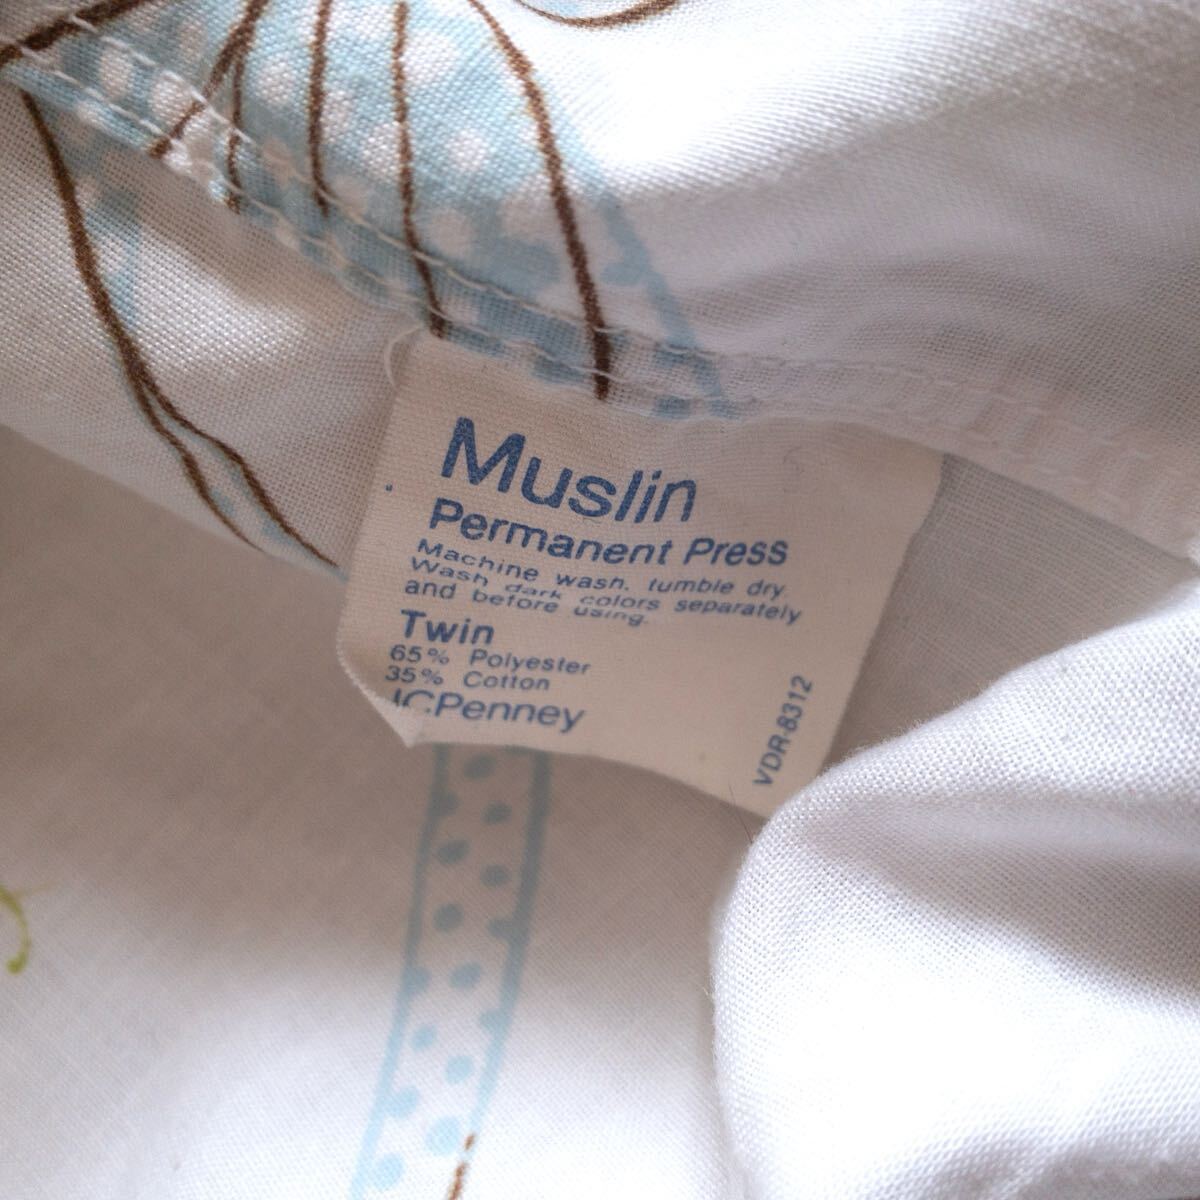 Muslin
Permanent Press
Machine wash, tumble dry.
Wash dark colors separately
and before using.
Twin
65% Polyester
35% Cotton
JCPenney
VDR-8312